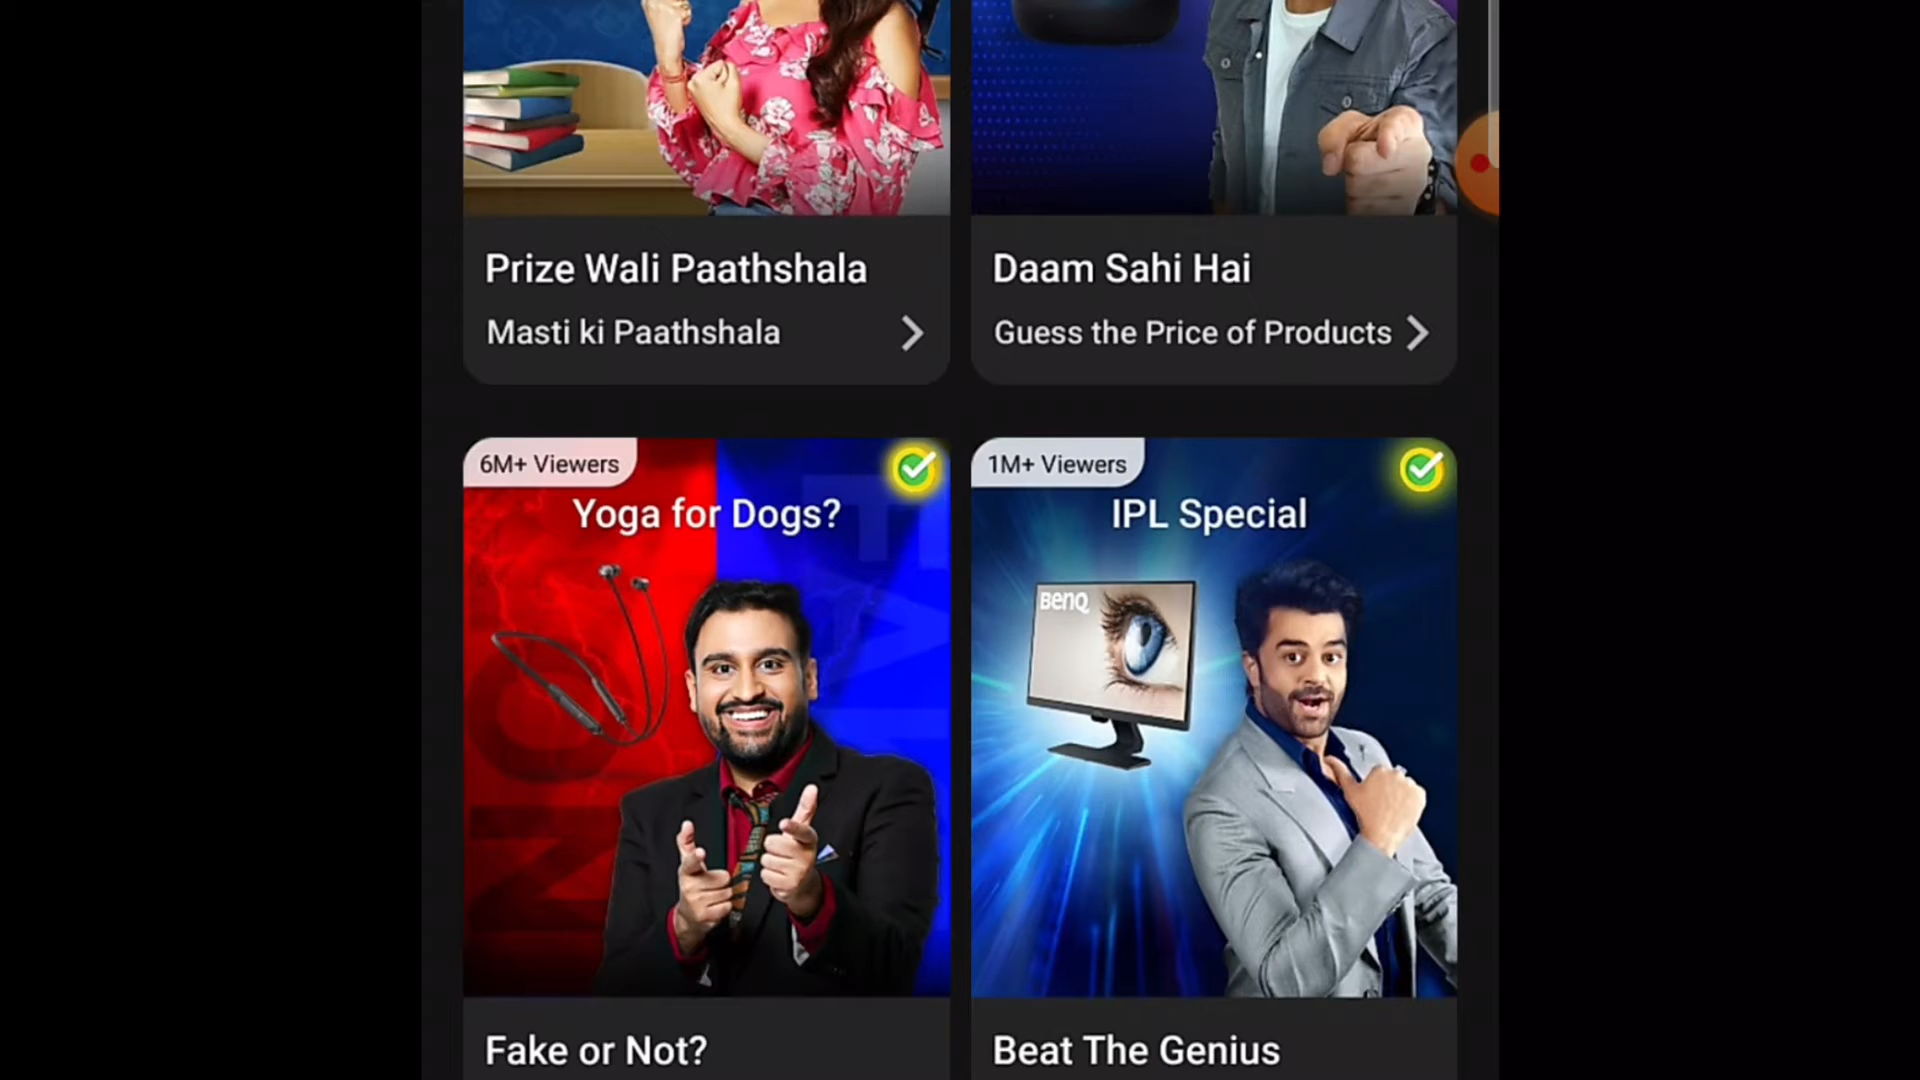 Prize Wali Paathshala
Masti ki Paathshala
Daam Sahi Hai
Guess the Price of Products
6M+ Viewers
Yoga for Dogs?
Fake or Not?
1M+ Viewers
IPL Special
BenQ
Beat The Genius